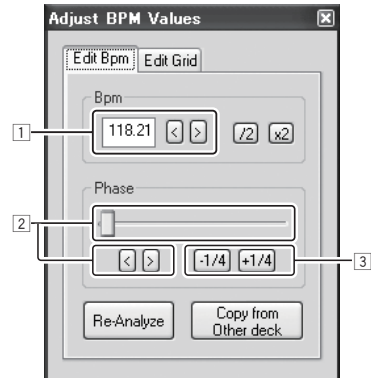 Adjust BPM Values
Edit Bpm Edit Grid
Bpm
1 118.21 < > /2 x2
Phase
2
< > -1/4 +1/4 3
Re-Analyze Copy from
Other deck